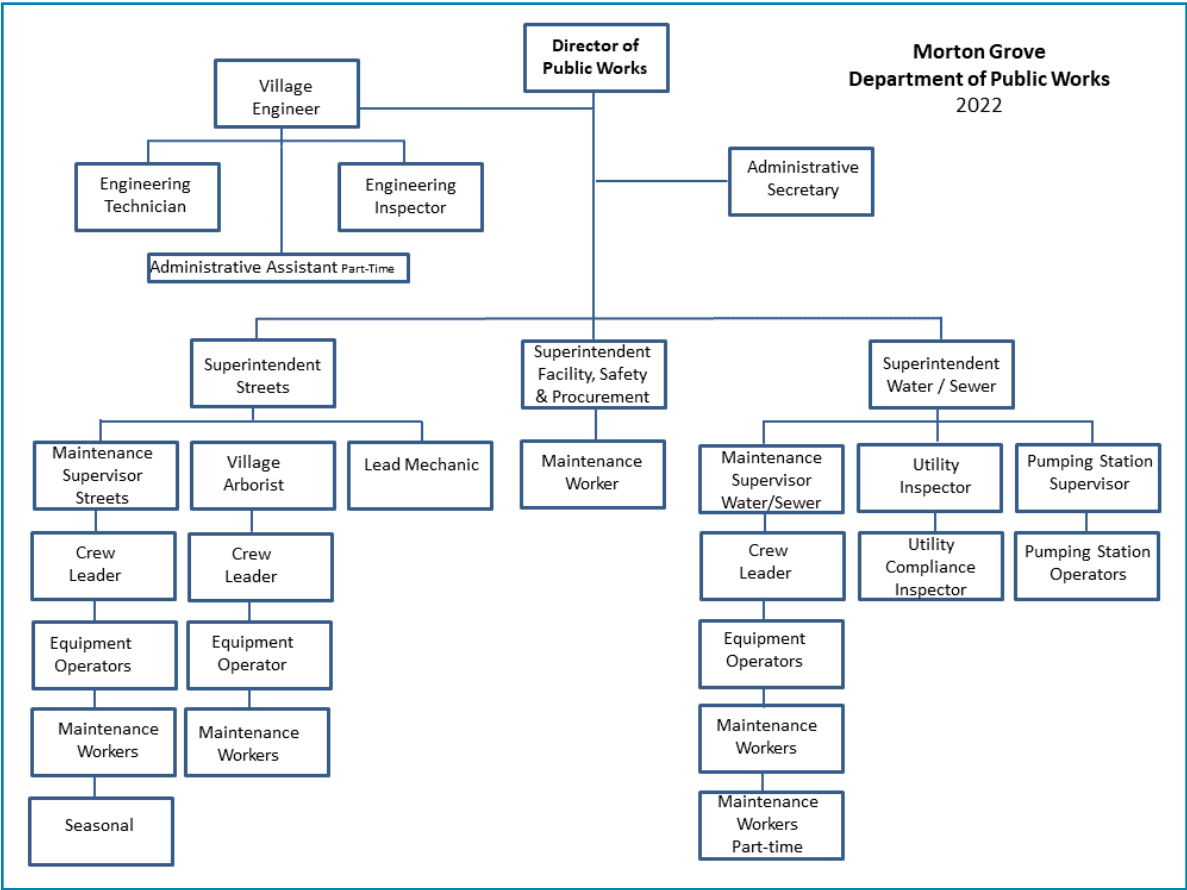 Director of
Public Works
Morton Grove
Department of Public Works
2022
Village
Engineer
Engineering
Technician
Engineering
Inspector
Administrative
Secretary
Administrative Assistant Part-Time
Superintendent
Streets
Superintendent
Facility, Safety
& Procurement
Superintendent
Water / Sewer
Maintenance
Supervisor
Streets
Village
Arborist
Lead Mechanic
Maintenance
Worker
Maintenance
Supervisor
Water/Sewer
Utility
Inspector
Pumping Station
Supervisor
Crew
Leader
Crew
Leader
Crew
Leader
Utility
Compliance
Inspector
Pumping Station
Operators
Equipment
Operators
Equipment
Operator
Equipment
Operators
Maintenance
Workers
Maintenance
Workers
Maintenance
Workers
Seasonal
Maintenance
Workers
Part-time